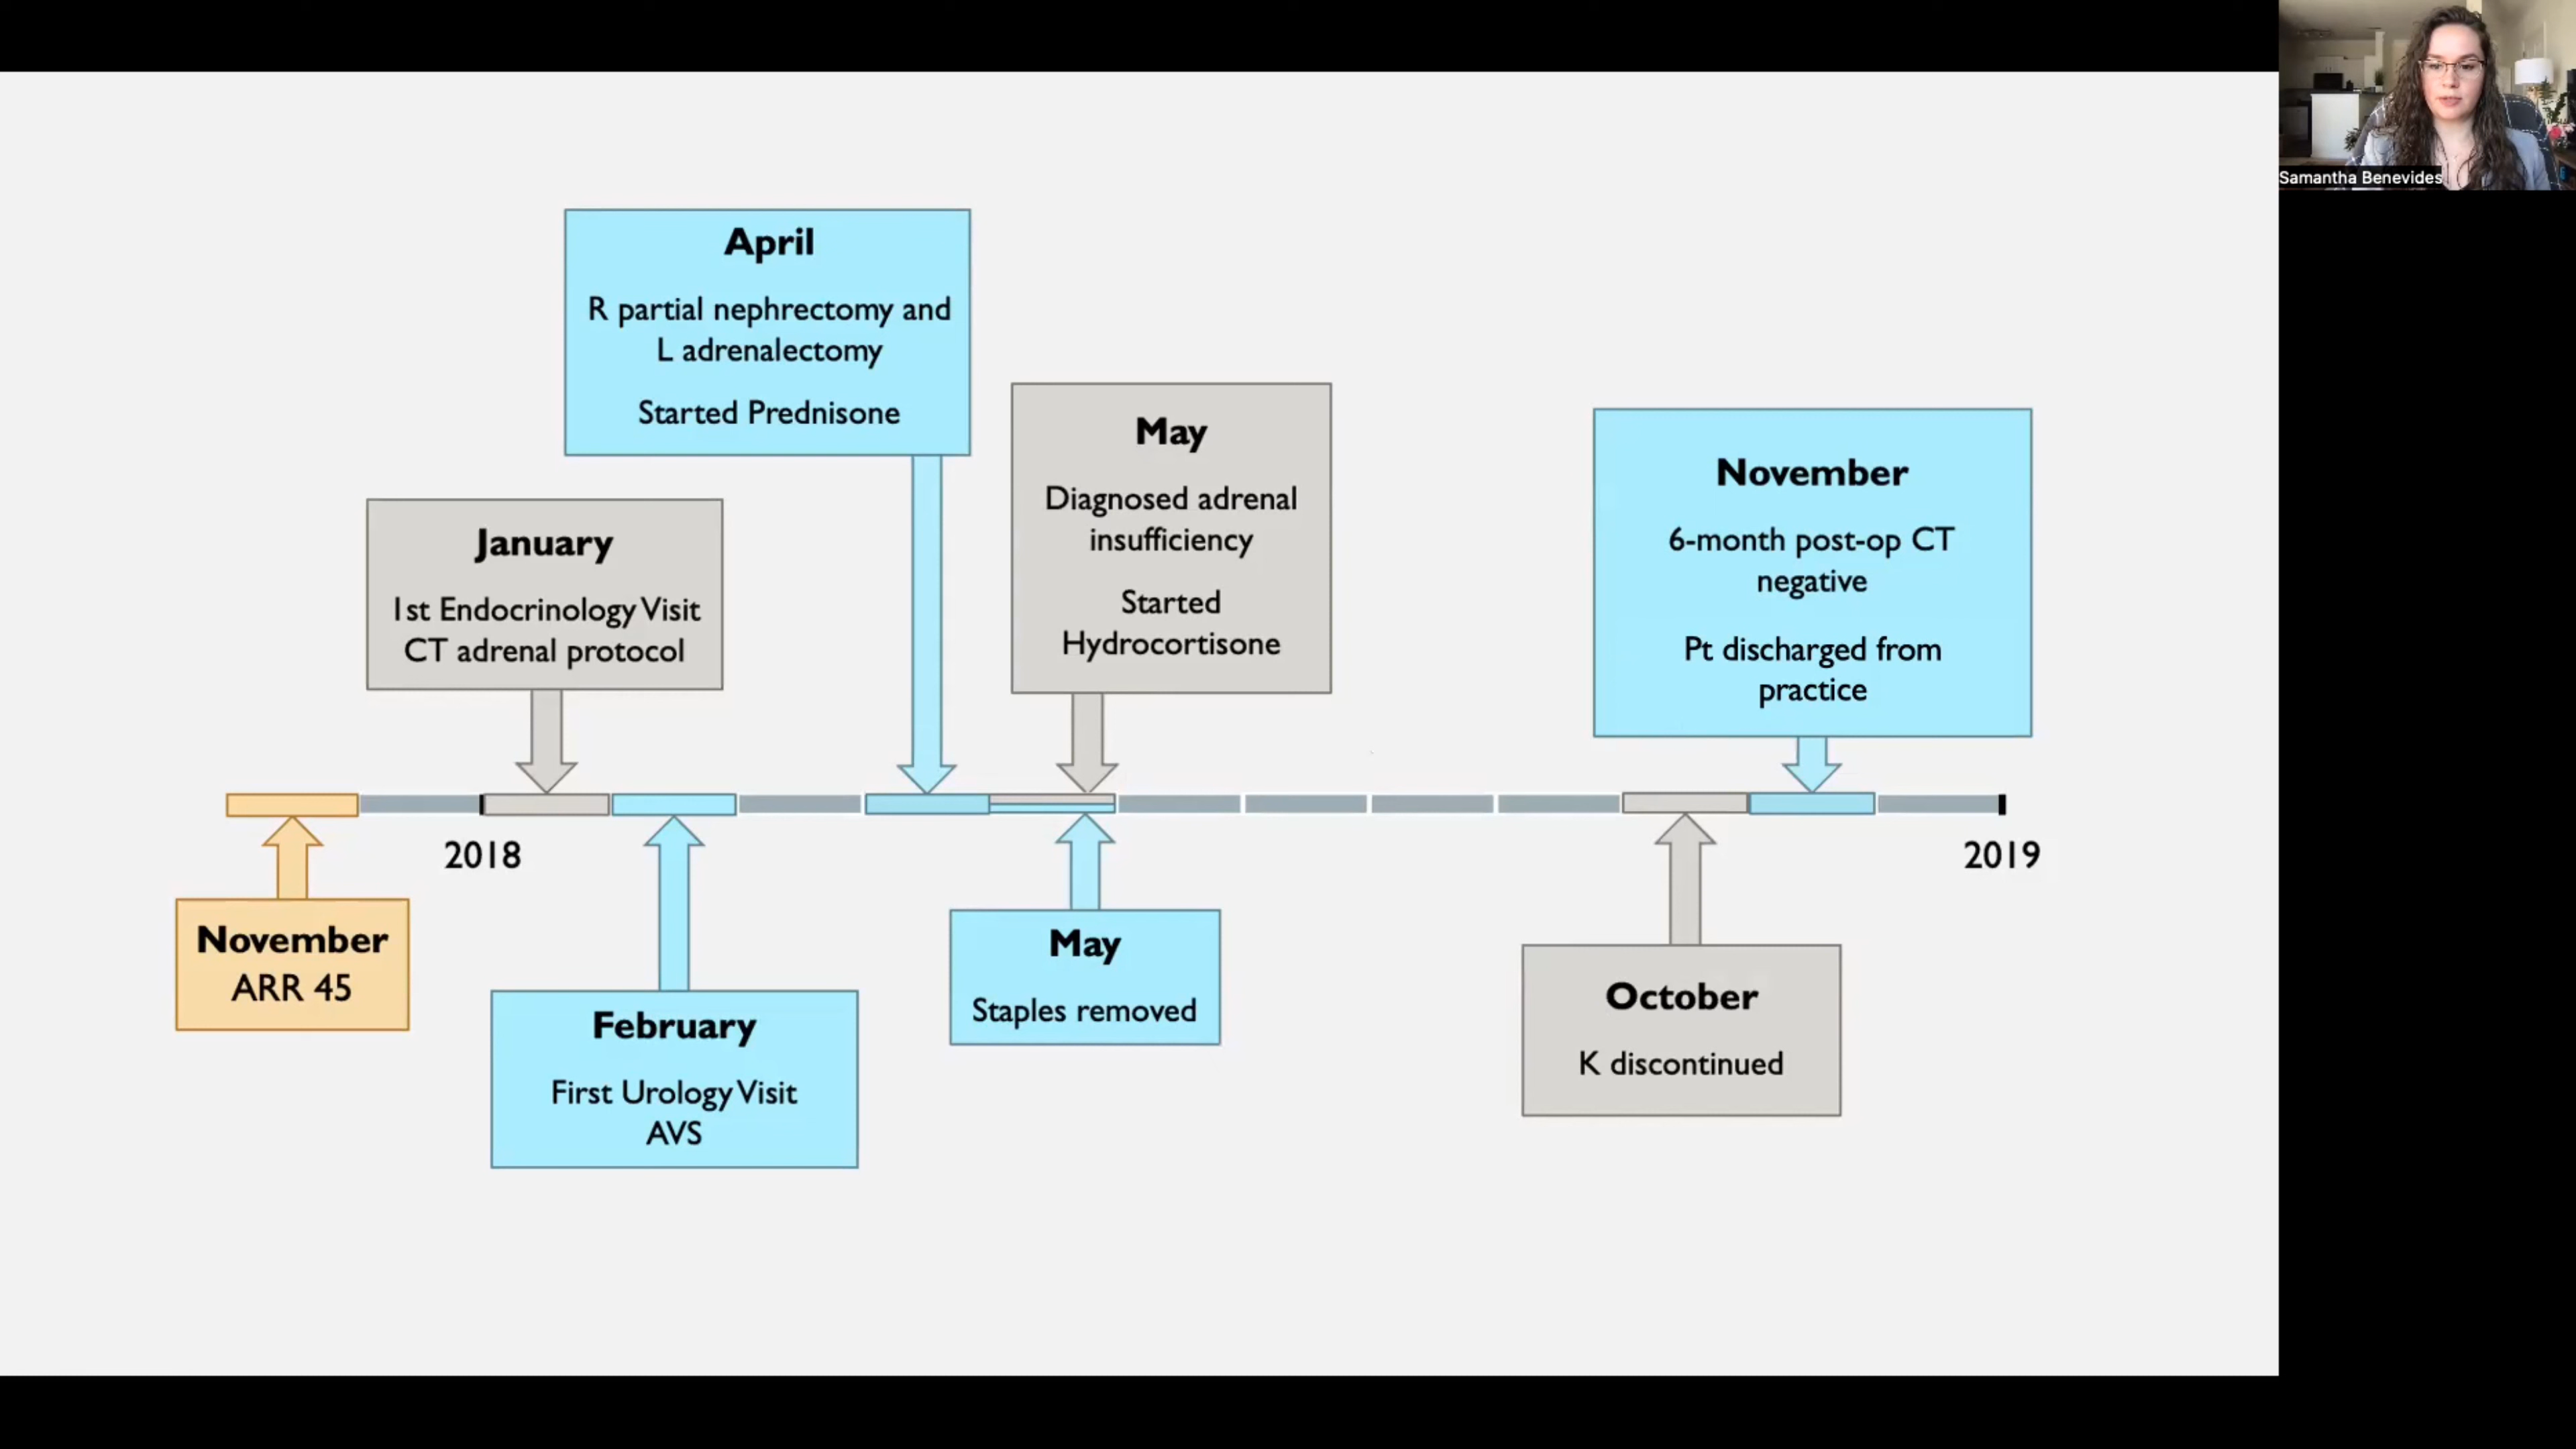 Samantha Benevides
April
R partial nephrectomy and
L adrenalectomy
Started Prednisone
May
Diagnosed adrenal
insufficiency
Started
Hydrocortisone
November
6-month post-op CT
negative
Pt discharged from
practice
January
1st Endocrinology Visit
CT adrenal protocol
2018
2019
November
ARR 45
February
First Urology Visit
AVS
May
Staples removed
October
K discontinued